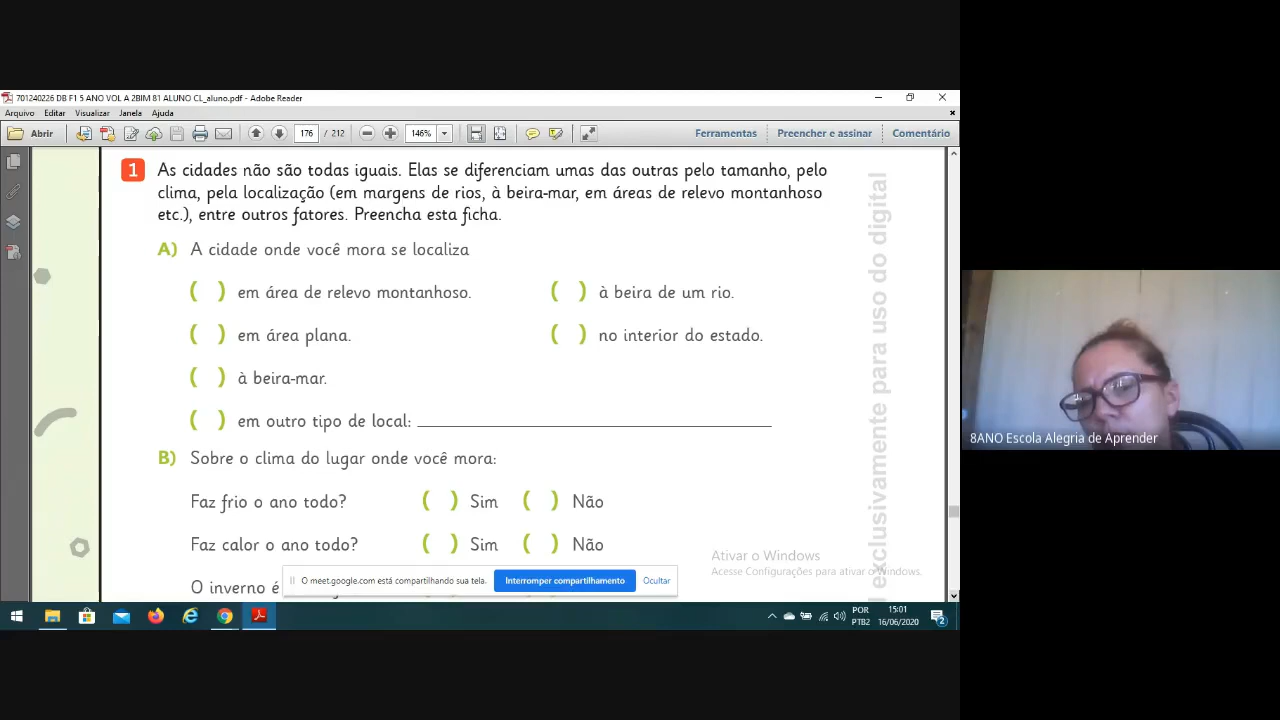 701240226 DB F1 5 ANO VOL A 2BIM 81 ALUNO CL_aluno.pdf - Adobe Reader
Arquivo Editar Visualizar Janela Ajuda
Abrir 176 / 212 146% Ferramentas Preencher e assinar Comentário
1 As cidades não são todas iguais. Elas se diferenciam umas das outras pelo tamanho, pelo
clima, pela localização (em margens de rios, à beira-mar, em áreas de relevo montanhoso
etc.), entre outros fatores. Preencha esta ficha.
A) A cidade onde você mora se localiza
( ) em área de relevo montanhoso. ( ) à beira de um rio.
( ) em área plana. ( ) no interior do estado.
( ) à beira-mar.
( ) em outro tipo de local:
B) Sobre o clima do lugar onde você mora:
Faz frio o ano todo? ( ) Sim ( ) Não
Faz calor o ano todo? ( ) Sim ( ) Não
O inverno é
exclusivamente para uso do digital
Ativar o Windows
Acesse Configurações para ativar o Windows.
O meet.google.com está compartilhando sua tela. Interromper compartilhamento Ocultar
POR 15:01
PTB2 16/06/2020 2
8ANO Escola Alegria de Aprender